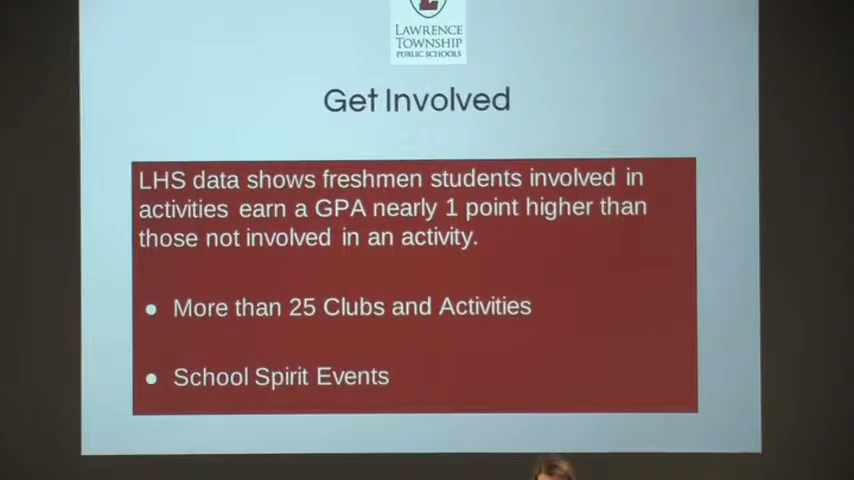 L
LAWRENCE
TOWNSHIP
PUBLIC SCHOOLS
Get Involved
LHS data shows freshmen students involved in
activities earn a GPA nearly 1 point higher than
those not involved in an activity.
● More than 25 Clubs and Activities
● School Spirit Events